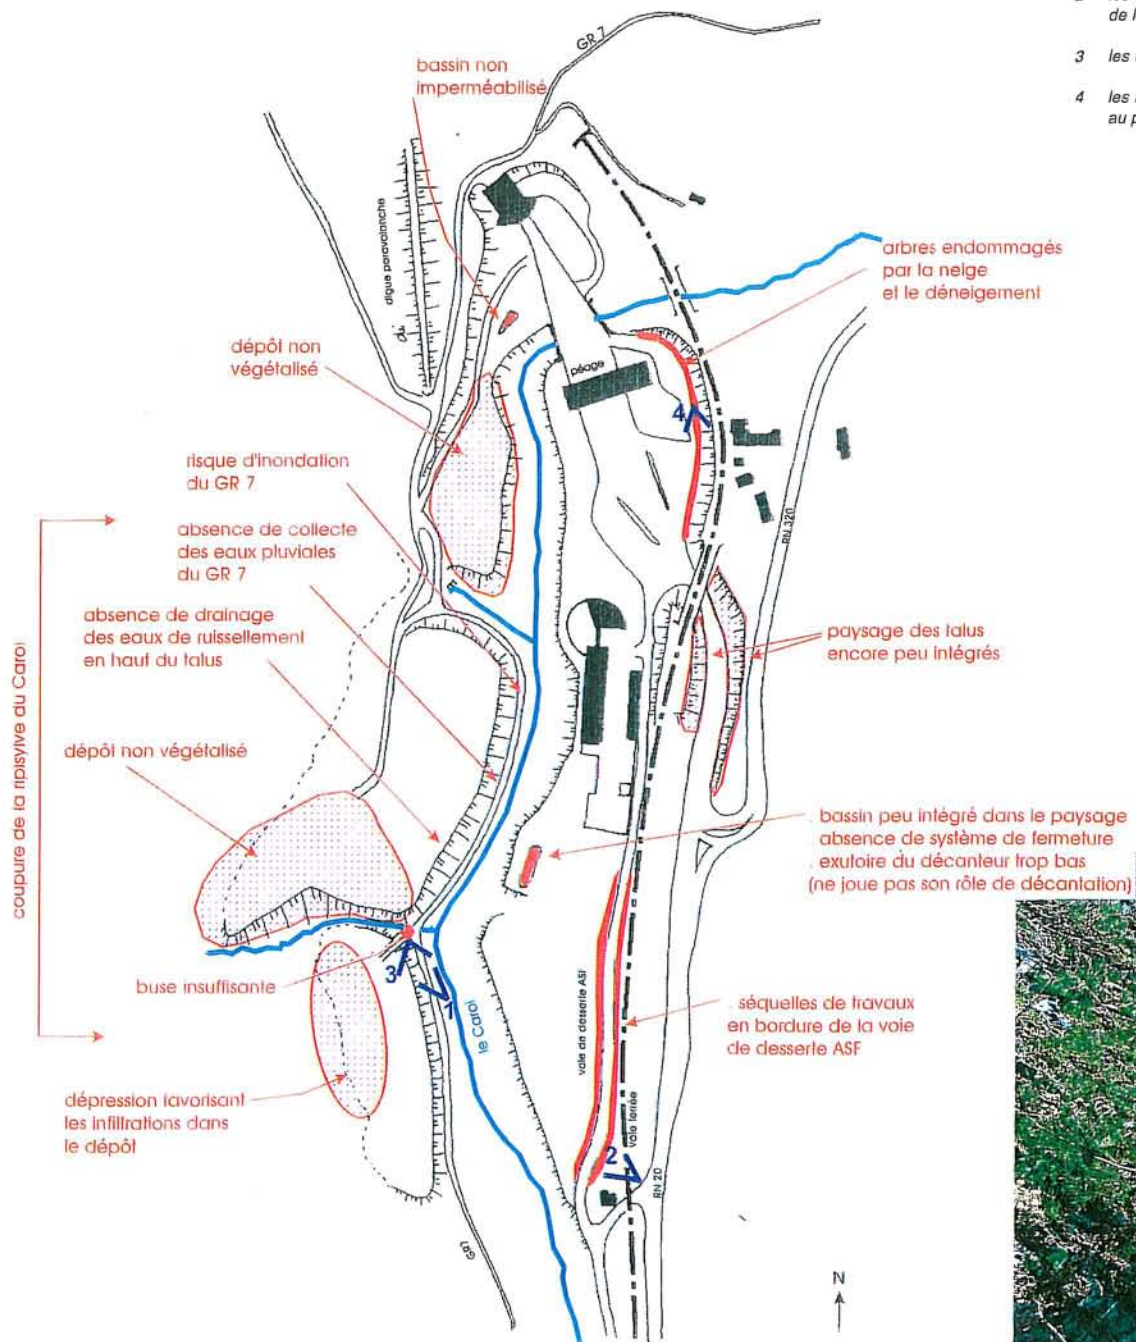 de l
3 les
4 les
au p
GR 7
bassin non
imperméabilisé
digue paravalanche
arbres endommagés
par la neige
et le déneigement
dépôt non
végétalisé
péage
4
risque d'inondation
du GR 7
absence de collecte
des eaux pluviales
du GR 7
RN 320
absence de drainage
des eaux de ruissellement
en haut du talus
paysage des talus
encore peu intégrés
coupure de la ripisylve du Carol
dépôt non végétalisé
. bassin peu intégré dans le paysage
. absence de système de fermeture
. exutoire du décanteur trop bas
(ne joue pas son rôle de décantation)
buse insuffisante
3
1
le Carol
voie de desserte ASF
. séquelles de travaux
en bordure de la voie
de desserte ASF
dépression favorisant
les infiltrations dans
le dépôt
voie ferrée
2
RN 20
GR7
N